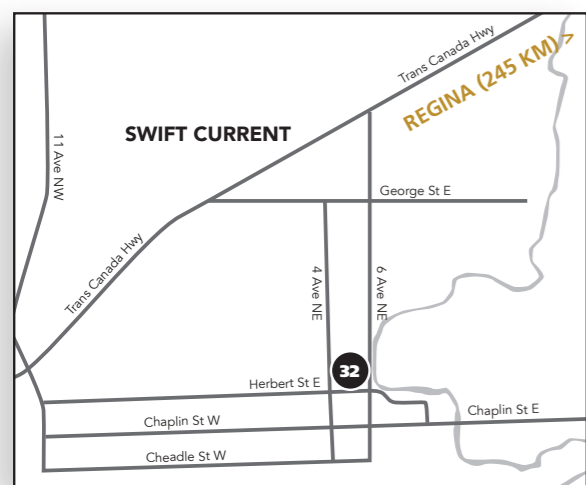 Trans Canada Hwy
REGINA (245 KM) >
SWIFT CURRENT
11 Ave NW
George St E
Trans Canada Hwy
4 Ave NE
6 Ave NE
32
Herbert St E
Chaplin St W
Chaplin St E
Cheadle St W